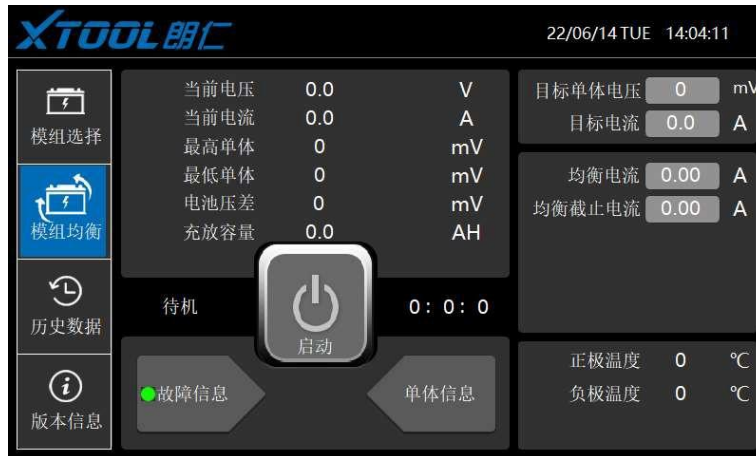 XTOOL 朗仁
22/06/14 TUE 14:04:11
模组选择
模组均衡
历史数据
版本信息
当前电压 0.0 V
当前电流 0.0 A
最高单体 0 mV
最低单体 0 mV
电池压差 0 mV
充放容量 0.0 AH
待机
启动
0: 0: 0
故障信息
单体信息
目标单体电压 0 mV
目标电流 0.0 A
均衡电流 0.00 A
均衡截止电流 0.00 A
正极温度 0 ℃
负极温度 0 ℃